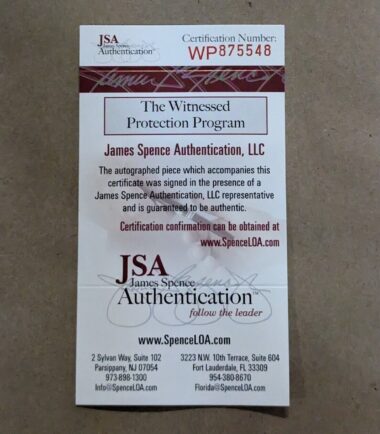 JSA
James Spence
Authentication™
Certification Number:
WP875548
James Spence
The Witnessed
Protection Program
James Spence Authentication, LLC
The autographed piece which accompanies this
certificate was signed in the presence of a
James Spence Authentication, LLC representative
and is guaranteed to be authentic.
Certification confirmation can be obtained at
www.SpenceLOA.com
JSA
James Spence
Authentication™
follow the leader
www.SpenceLOA.com
2 Sylvan Way, Suite 102
Parsippany, NJ 07054
973-898-1300
Info@SpenceLOA.com
3223 N.W. 10th Terrace, Suite 604
Fort Lauderdale, FL 33309
954-380-8670
Florida@SpenceLOA.com